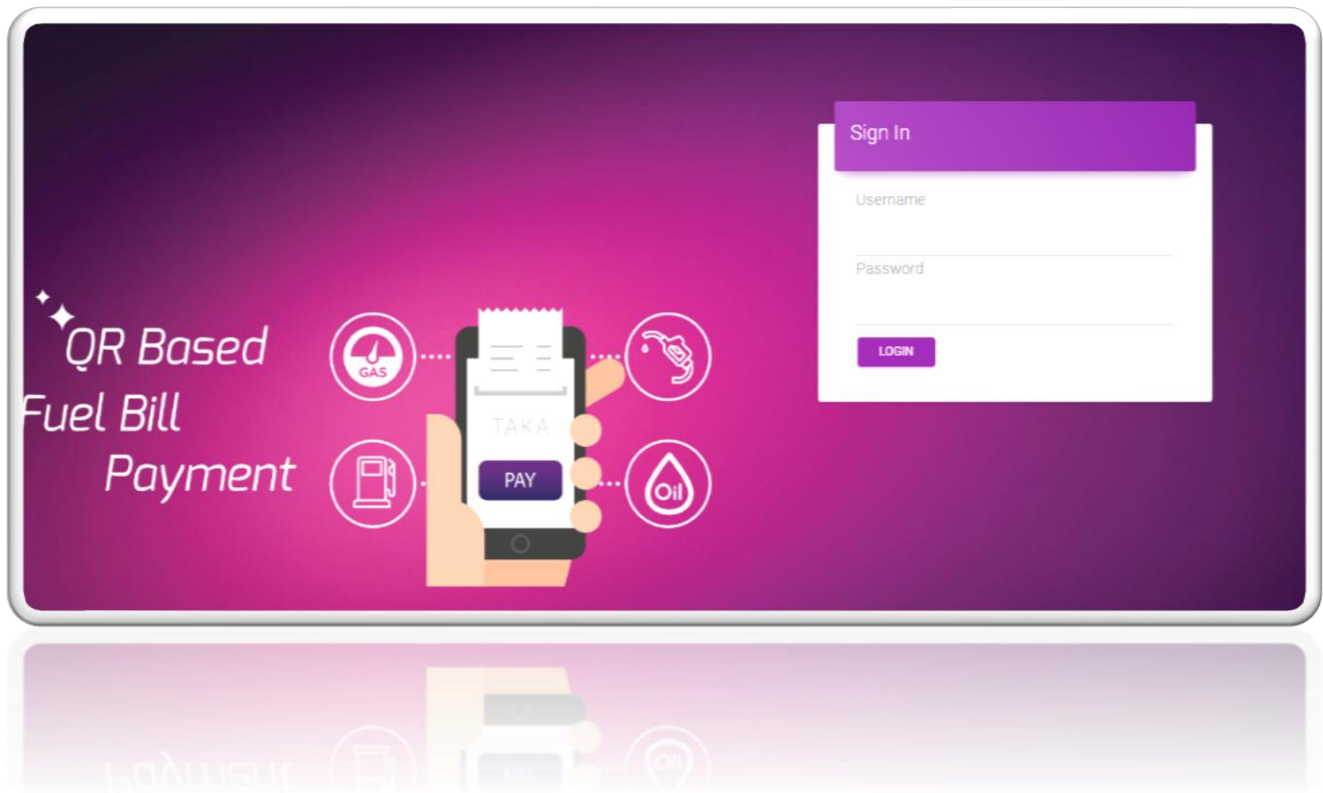 Sign In
Username
Password
LOGIN
QR Based
Fuel Bill
Payment
GAS
TAKA
PAY
Oil